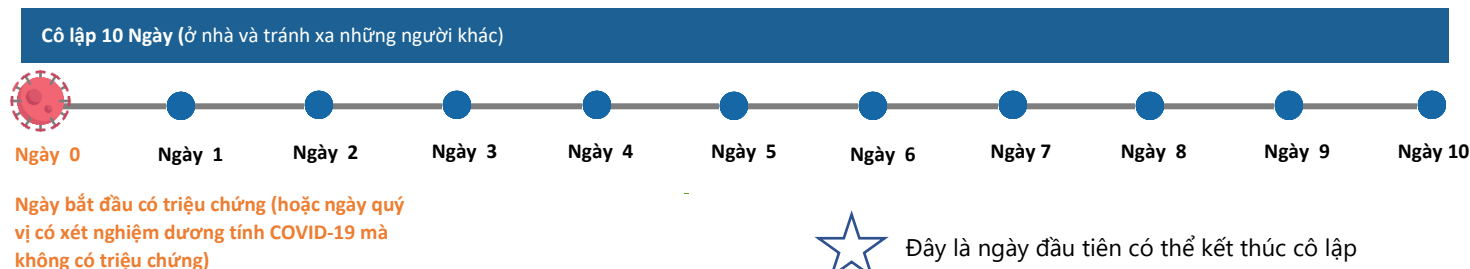 Cô lập 10 Ngày (ở nhà và tránh xa những người khác)
Ngày 0 Ngày 1 Ngày 2 Ngày 3 Ngày 4 Ngày 5 Ngày 6 Ngày 7 Ngày 8 Ngày 9 Ngày 10
Ngày bắt đầu có triệu chứng (hoặc ngày quý
vị có xét nghiệm dương tính COVID-19 mà
không có triệu chứng)
Đây là ngày đầu tiên có thể kết thúc cô lập